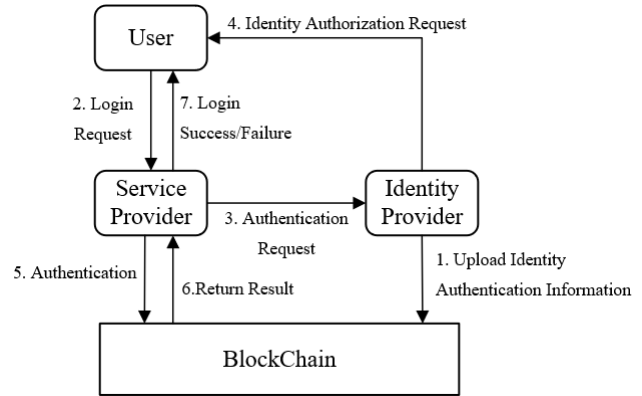 4. Identity Authorization Request
User
2. Login
Request
7. Login
Success/Failure
Service
Provider
Identity
Provider
3. Authentication
Request
1. Upload Identity
Authentication Information
5. Authentication
6.Return Result
BlockChain